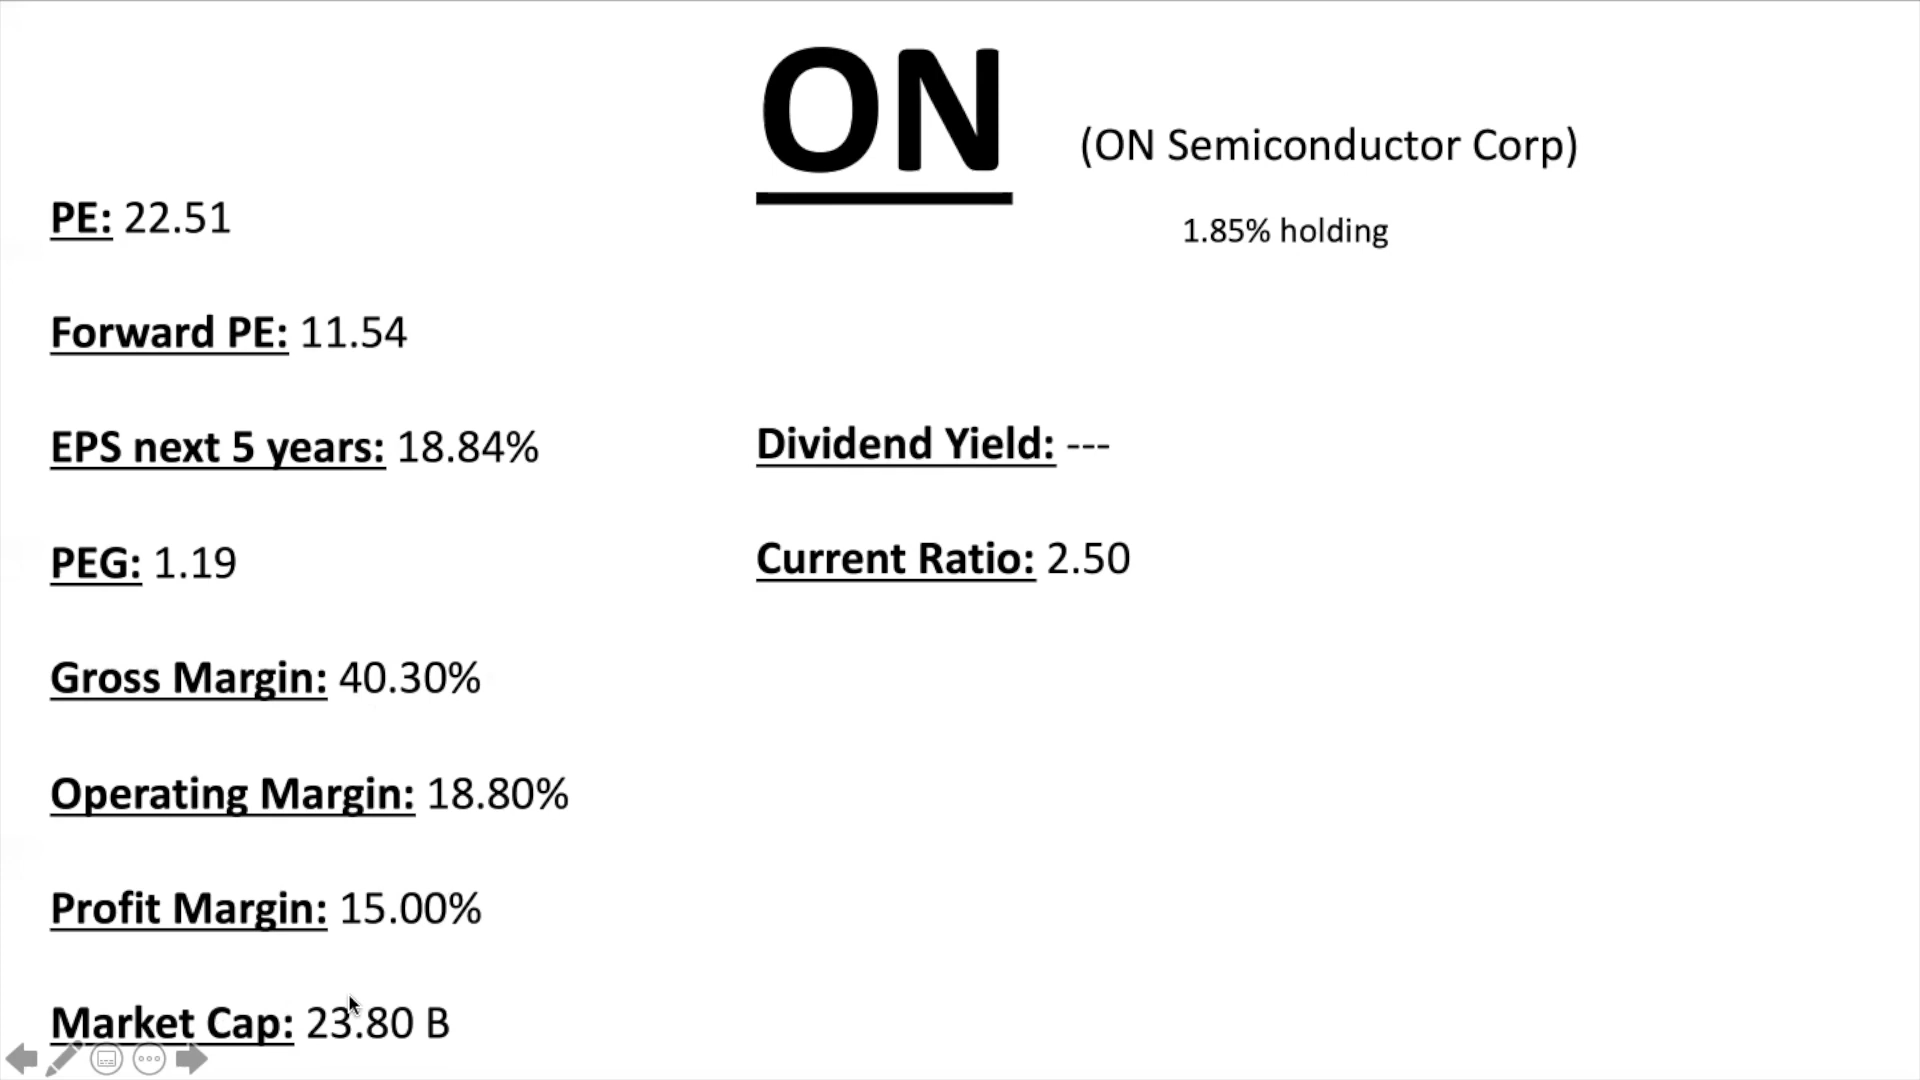 ON
(ON Semiconductor Corp)
1.85% holding
PE: 22.51
Forward PE: 11.54
EPS next 5 years: 18.84%
PEG: 1.19
Gross Margin: 40.30%
Operating Margin: 18.80%
Profit Margin: 15.00%
Market Cap: 23.80 B
Dividend Yield: ---
Current Ratio: 2.50